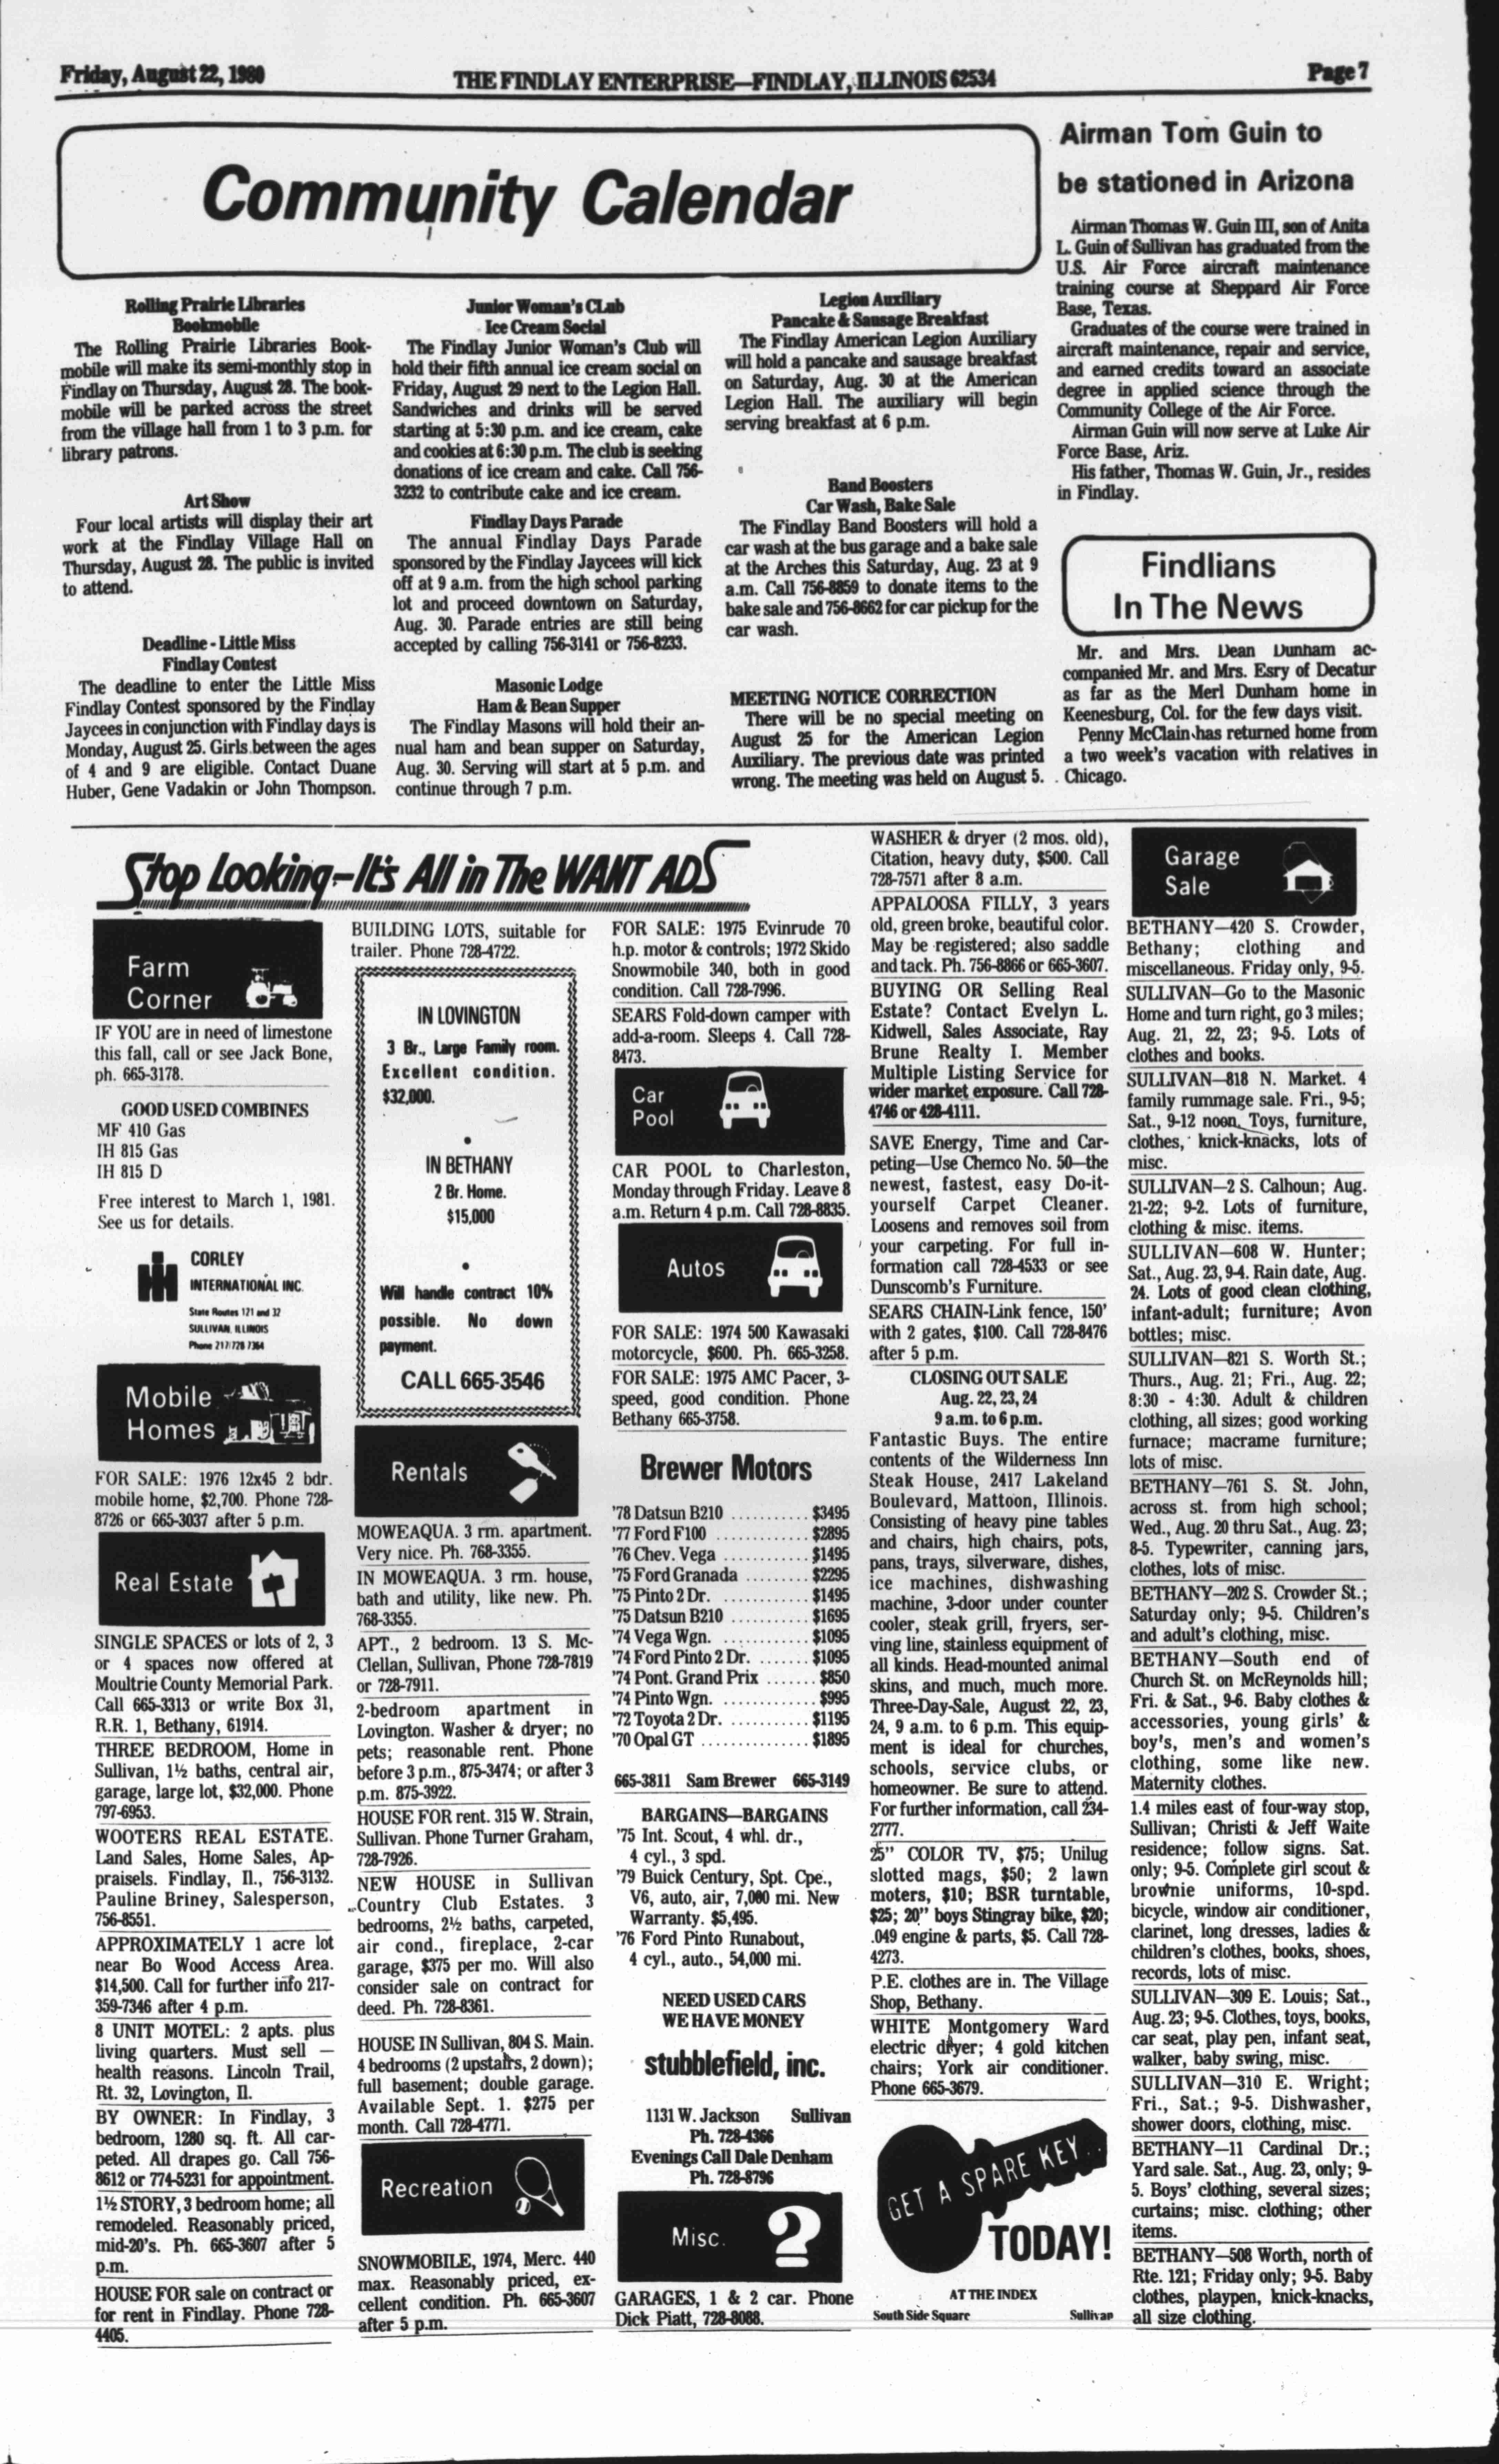 Friday, August 22, 1980
THE FINDLAY ENTERPRISE—FINDLAY, ILLINOIS 62534
Page 7
Community Calendar
Rolling Prairie Libraries
Bookmobile
The Rolling Prairie Libraries Book-
mobile will make its semi-monthly stop in
Findlay on Thursday, August 28. The book-
mobile will be parked across the street
from the village hall from 1 to 3 p.m. for
library patrons.
Art Show
Four local artists will display their art
work at the Findlay Village Hall on
Thursday, August 28. The public is invited
to attend.
Deadline - Little Miss
Findlay Contest
The deadline to enter the Little Miss
Findlay Contest sponsored by the Findlay
Jaycees in conjunction with Findlay days is
Monday, August 25. Girls between the ages
of 4 and 9 are eligible. Contact Duane
Huber, Gene Vadakin or John Thompson.
Junior Woman's CLub
Ice Cream Social
The Findlay Junior Woman's Club will
hold their fifth annual ice cream social on
Friday, August 29 next to the Legion Hall.
Sandwiches and drinks will be served
starting at 5:30 p.m. and ice cream, cake
and cookies at 6:30 p.m. The club is seeking
donations of ice cream and cake. Call 756-
3232 to contribute cake and ice cream.
Findlay Days Parade
The annual Findlay Days Parade
sponsored by the Findlay Jaycees will kick
off at 9 a.m. from the high school parking
lot and proceed downtown on Saturday,
Aug. 30. Parade entries are still being
accepted by calling 756-3141 or 756-8233.
Masonic Lodge
Ham & Bean Supper
The Findlay Masons will hold their an-
nual ham and bean supper on Saturday,
Aug. 30. Serving will start at 5 p.m. and
continue through 7 p.m.
Legion Auxiliary
Pancake & Sausage Breakfast
The Findlay American Legion Auxiliary
will hold a pancake and sausage breakfast
on Saturday, Aug. 30 at the American
Legion Hall. The auxiliary will begin
serving breakfast at 6 p.m.
Band Boosters
Car Wash, Bake Sale
The Findlay Band Boosters will hold a
car wash at the bus garage and a bake sale
at the Arches this Saturday, Aug. 23 at 9
a.m. Call 756-8859 to donate items to the
bake sale and 756-8662 for car pickup for the
car wash.
MEETING NOTICE CORRECTION
There will be no special meeting on
August 25 for the American Legion
Auxiliary. The previous date was printed
wrong. The meeting was held on August 5.
Airman Tom Guin to
be stationed in Arizona
Airman Thomas W. Guin III, son of Anita
L. Guin of Sullivan has graduated from the
U.S. Air Force aircraft maintenance
training course at Sheppard Air Force
Base, Texas.
Graduates of the course were trained in
aircraft maintenance, repair and service,
and earned credits toward an associate
degree in applied science through the
Community College of the Air Force.
Airman Guin will now serve at Luke Air
Force Base, Ariz.
His father, Thomas W. Guin, Jr., resides
in Findlay.
Findlians
In The News
Mr. and Mrs. Dean Dunham ac-
companied Mr. and Mrs. Esry of Decatur
as far as the Merl Dunham home in
Keenesburg, Col. for the few days visit.
Penny McClain has returned home from
a two week's vacation with relatives in
Chicago.
Stop Looking—It's All in The WANT ADS
Farm
Corner
IF YOU are in need of limestone
this fall, call or see Jack Bone,
ph. 665-3178.
GOOD USED COMBINES
MF 410 Gas
IH 815 Gas
IH 815 D
Free interest to March 1, 1981.
See us for details.
CORLEY
INTERNATIONAL INC.
State Routes 121 and 32
SULLIVAN, ILLINOIS
Phone 217/728 7364
Mobile
Homes
FOR SALE: 1976 12x45 2 bdr.
mobile home, $2,700. Phone 728-
8726 or 665-3037 after 5 p.m.
Real Estate
SINGLE SPACES or lots of 2, 3
or 4 spaces now offered at
Moultrie County Memorial Park.
Call 665-3313 or write Box 31,
R.R. 1, Bethany, 61914.
THREE BEDROOM, Home in
Sullivan, 1½ baths, central air,
garage, large lot, $32,000. Phone
797-6953.
WOOTERS REAL ESTATE.
Land Sales, Home Sales, Ap-
praisels. Findlay, Il., 756-3132.
Pauline Briney, Salesperson,
756-8551.
APPROXIMATELY 1 acre lot
near Bo Wood Access Area.
$14,500. Call for further info 217-
359-7346 after 4 p.m.
8 UNIT MOTEL: 2 apts. plus
living quarters. Must sell —
health reasons. Lincoln Trail,
Rt. 32, Lovington, Il.
BY OWNER: In Findlay, 3
bedroom, 1280 sq. ft. All car-
peted. All drapes go. Call 756-
8612 or 774-5231 for appointment.
1½ STORY, 3 bedroom home; all
remodeled. Reasonably priced,
mid-20's. Ph. 665-3607 after 5
p.m.
HOUSE FOR sale on contract or
for rent in Findlay. Phone 728-
4405.
BUILDING LOTS, suitable for
trailer. Phone 728-4722.
IN LOVINGTON
3 Br., Large Family room.
Excellent condition.
$32,000.
IN BETHANY
2 Br. Home.
$15,000
Will handle contract 10%
possible. No down
payment.
CALL 665-3546
Rentals
MOWEAQUA. 3 rm. apartment.
Very nice. Ph. 768-3355.
IN MOWEAQUA. 3 rm. house,
bath and utility, like new. Ph.
768-3355.
APT., 2 bedroom. 13 S. Mc-
Clellan, Sullivan, Phone 728-7819
or 728-7911.
2-bedroom apartment in
Lovington. Washer & dryer; no
pets; reasonable rent. Phone
before 3 p.m., 875-3474; or after 3
p.m. 875-3922.
HOUSE FOR rent. 315 W. Strain,
Sullivan. Phone Turner Graham,
728-7926.
NEW HOUSE in Sullivan
Country Club Estates. 3
bedrooms, 2½ baths, carpeted,
air cond., fireplace, 2-car
garage, $375 per mo. Will also
consider sale on contract for
deed. Ph. 728-8361.
HOUSE IN Sullivan, 804 S. Main.
4 bedrooms (2 upstairs, 2 down);
full basement; double garage.
Available Sept. 1. $275 per
month. Call 728-4771.
Recreation
SNOWMOBILE, 1974, Merc. 440
max. Reasonably priced, ex-
cellent condition. Ph. 665-3607
after 5 p.m.
FOR SALE: 1975 Evinrude 70
h.p. motor & controls; 1972 Skido
Snowmobile 340, both in good
condition. Call 728-7996.
SEARS Fold-down camper with
add-a-room. Sleeps 4. Call 728-
8473.
Car
Pool
CAR POOL to Charleston,
Monday through Friday. Leave 8
a.m. Return 4 p.m. Call 728-8835.
Autos
FOR SALE: 1974 500 Kawasaki
motorcycle, $600. Ph. 665-3258.
FOR SALE: 1975 AMC Pacer, 3-
speed, good condition. Phone
Bethany 665-3758.
Brewer Motors
'78 Datsun B210 .......... $3495
'77 Ford F100 ............. $2895
'76 Chev. Vega ........... $1495
'75 Ford Granada ......... $2295
'75 Pinto 2 Dr. ............ $1495
'75 Datsun B210 .......... $1695
'74 Vega Wgn. ............ $1095
'74 Ford Pinto 2 Dr. ....... $1095
'74 Pont. Grand Prix ....... $850
'74 Pinto Wgn. ............ $995
'72 Toyota 2 Dr. .......... $1195
'70 Opal GT .............. $1895
665-3811 Sam Brewer 665-3149
BARGAINS—BARGAINS
'75 Int. Scout, 4 whl. dr.,
4 cyl., 3 spd.
'79 Buick Century, Spt. Cpe.,
V6, auto, air, 7,000 mi. New
Warranty. $5,495.
'76 Ford Pinto Runabout,
4 cyl., auto., 54,000 mi.
NEED USED CARS
WE HAVE MONEY
stubblefield, inc.
1131 W. Jackson Sullivan
Ph. 728-4366
Evenings Call Dale Denham
Ph. 728-8796
Misc. ?
GARAGES, 1 & 2 car. Phone
Dick Piatt, 728-8088.
WASHER & dryer (2 mos. old),
Citation, heavy duty, $500. Call
728-7571 after 8 a.m.
APPALOOSA FILLY, 3 years
old, green broke, beautiful color.
May be registered; also saddle
and tack. Ph. 756-8866 or 665-3607.
BUYING OR Selling Real
Estate? Contact Evelyn L.
Kidwell, Sales Associate, Ray
Brune Realty I. Member
Multiple Listing Service for
wider market exposure. Call 728-
4746 or 428-4111.
SAVE Energy, Time and Car-
peting—Use Chemco No. 50—the
newest, fastest, easy Do-it-
yourself Carpet Cleaner.
Loosens and removes soil from
your carpeting. For full in-
formation call 728-4533 or see
Dunscomb's Furniture.
SEARS CHAIN-Link fence, 150'
with 2 gates, $100. Call 728-8476
after 5 p.m.
CLOSING OUT SALE
Aug. 22, 23, 24
9 a.m. to 6 p.m.
Fantastic Buys. The entire
contents of the Wilderness Inn
Steak House, 2417 Lakeland
Boulevard, Mattoon, Illinois.
Consisting of heavy pine tables
and chairs, high chairs, pots,
pans, trays, silverware, dishes,
ice machines, dishwashing
machine, 3-door under counter
cooler, steak grill, fryers, ser-
ving line, stainless equipment of
all kinds. Head-mounted animal
skins, and much, much more.
Three-Day-Sale, August 22, 23,
24, 9 a.m. to 6 p.m. This equip-
ment is ideal for churches,
schools, service clubs, or
homeowner. Be sure to attend.
For further information, call 234-
2777.
25" COLOR TV, $75; Unilug
slotted mags, $50; 2 lawn
moters, $10; BSR turntable,
$25; 20" boys Stingray bike, $20;
.049 engine & parts, $5. Call 728-
4273.
P.E. clothes are in. The Village
Shop, Bethany.
WHITE Montgomery Ward
electric dryer; 4 gold kitchen
chairs; York air conditioner.
Phone 665-3679.
GET A SPARE KEY..
TODAY!
AT THE INDEX
South Side Square Sullivan
Garage
Sale
BETHANY—420 S. Crowder,
Bethany; clothing and
miscellaneous. Friday only, 9-5.
SULLIVAN—Go to the Masonic
Home and turn right, go 3 miles;
Aug. 21, 22, 23; 9-5. Lots of
clothes and books.
SULLIVAN—818 N. Market. 4
family rummage sale. Fri., 9-5;
Sat., 9-12 noon. Toys, furniture,
clothes, knick-knacks, lots of
misc.
SULLIVAN—2 S. Calhoun; Aug.
21-22; 9-2. Lots of furniture,
clothing & misc. items.
SULLIVAN—608 W. Hunter;
Sat., Aug. 23, 9-4. Rain date, Aug.
24. Lots of good clean clothing,
infant-adult; furniture; Avon
bottles; misc.
SULLIVAN—821 S. Worth St.;
Thurs., Aug. 21; Fri., Aug. 22;
8:30 - 4:30. Adult & children
clothing, all sizes; good working
furnace; macrame furniture;
lots of misc.
BETHANY—761 S. St. John,
across st. from high school;
Wed., Aug. 20 thru Sat., Aug. 23;
8-5. Typewriter, canning jars,
clothes, lots of misc.
BETHANY—202 S. Crowder St.;
Saturday only; 9-5. Children's
and adult's clothing, misc.
BETHANY—South end of
Church St. on McReynolds hill;
Fri. & Sat., 9-6. Baby clothes &
accessories, young girls' &
boy's, men's and women's
clothing, some like new.
Maternity clothes.
1.4 miles east of four-way stop,
Sullivan; Christi & Jeff Waite
residence; follow signs. Sat.
only; 9-5. Complete girl scout &
brownie uniforms, 10-spd.
bicycle, window air conditioner,
clarinet, long dresses, ladies &
children's clothes, books, shoes,
records, lots of misc.
SULLIVAN—309 E. Louis; Sat.,
Aug. 23; 9-5. Clothes, toys, books,
car seat, play pen, infant seat,
walker, baby swing, misc.
SULLIVAN—310 E. Wright;
Fri., Sat.; 9-5. Dishwasher,
shower doors, clothing, misc.
BETHANY—11 Cardinal Dr.;
Yard sale. Sat., Aug. 23, only; 9-
5. Boys' clothing, several sizes;
curtains; misc. clothing; other
items.
BETHANY—508 Worth, north of
Rte. 121; Friday only; 9-5. Baby
clothes, playpen, knick-knacks,
all size clothing.